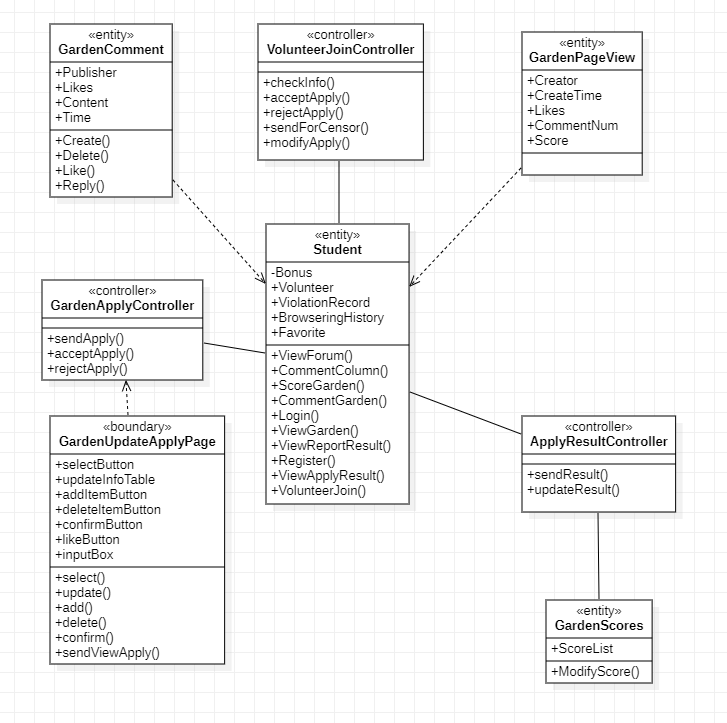 «entity»
GardenComment
+Publisher
+Likes
+Content
+Time
+Create()
+Delete()
+Like()
+Reply()
«controller»
VolunteerJoinController
+checkInfo()
+acceptApply()
+rejectApply()
+sendForCensor()
+modifyApply()
«entity»
GardenPageView
+Creator
+CreateTime
+Likes
+CommentNum
+Score
«entity»
Student
-Bonus
+Volunteer
+ViolationRecord
+BrowseringHistory
+Favorite
+ViewForum()
+CommentColumn()
+ScoreGarden()
+CommentGarden()
+Login()
+ViewGarden()
+ViewReportResult()
+Register()
+ViewApplyResult()
+VolunteerJoin()
«controller»
GardenApplyController
+sendApply()
+acceptApply()
+rejectApply()
«boundary»
GardenUpdateApplyPage
+selectButton
+updateInfoTable
+addItemButton
+deleteItemButton
+confirmButton
+likeButton
+inputBox
+select()
+update()
+add()
+delete()
+confirm()
+sendViewApply()
«controller»
ApplyResultController
+sendResult()
+updateResult()
«entity»
GardenScores
+ScoreList
+ModifyScore()